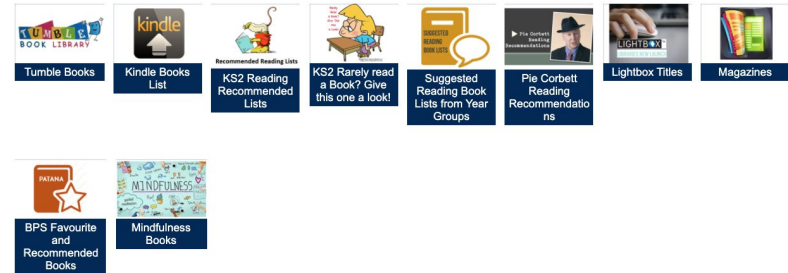 TUMBLE
BOOK LIBRARY
Tumble Books
kindle
Kindle Books
List
Recommended Reading Lists
KS2 Reading
Recommended
Lists
KS2 Rarely read
a Book? Give
this one a look!
SUGGESTED
READING
BOOK LISTS
Suggested
Reading Book
Lists from Year
Groups
Pie Corbett
Reading
Recommendations
Pie Corbett
Reading
Recommendatio
ns
LIGHTBOX
Lightbox Titles
Magazines
PATANA
BPS Favourite
and
Recommended
Books
MINDFULNESS
Mindfulness
Books